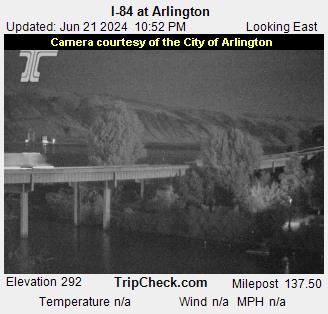 I-84 at Arlington
Updated: Jun 21 2024 10:52 PM Looking East
Camera courtesy of the City of Arlington
Elevation 292 TripCheck.com Milepost 137.50
Temperature n/a Wind n/a MPH n/a